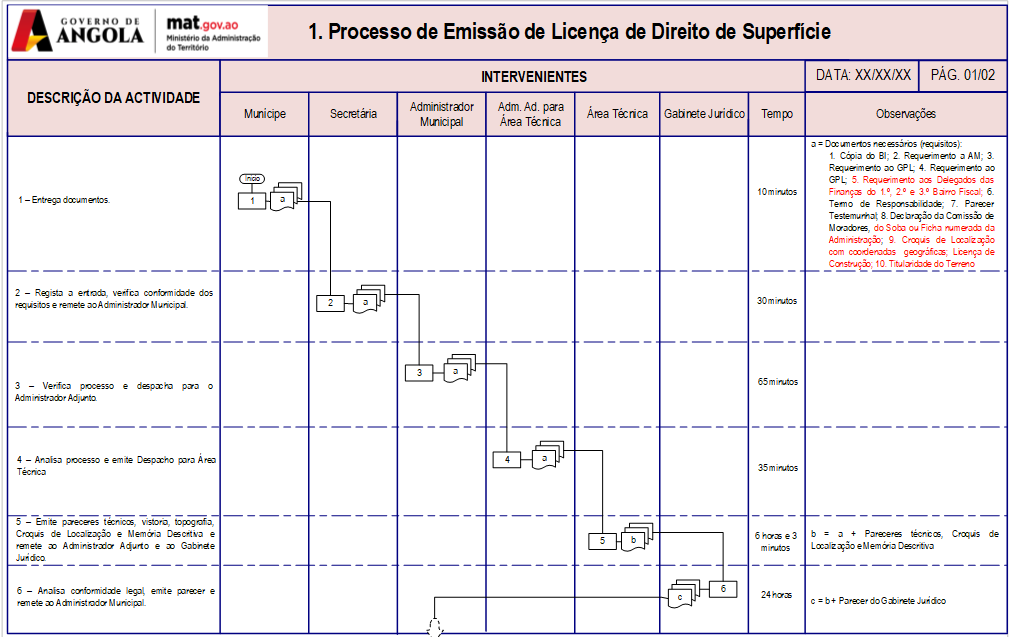 GOVERNO DE
ANGOLA
mat.gov.ao
Ministério da Administração
do Território
1. Processo de Emissão de Licença de Direito de Superfície
DESCRIÇÃO DA ACTIVIDADE
INTERVENIENTES
DATA: XX/XX/XX
PÁG. 01/02
Munícipe
Secretária
Administrador
Municipal
Adm. Ad. para
Área Técnica
Área Técnica
Gabinete Jurídico
Tempo
Observações
1 – Entrega documentos.
Início
1
a
10 minutos
a = Documentos necessários (requisitos):
1. Cópia do BI; 2. Requerimento a AM; 3.
Requerimento ao GPL; 4. Requerimento ao
GPL; 5. Requerimento aos Delegados das
Finanças do 1.º, 2.º e 3.º Bairro Fiscal; 6.
Termo de Responsabilidade; 7. Parecer
Testemunhal; 8. Declaração da Comissão de
Moradores, do Soba ou Ficha numerada da
Administração; 9. Croquis de Localização
com coordenadas geográficas; Licença de
Construção; 10. Titularidade do Terreno
2 – Regista a entrada, verifica conformidade dos
requisitos e remete ao Administrador Municipal.
2
a
30 minutos
3 – Verifica processo e despacha para o
Administrador Adjunto.
3
a
65 minutos
4 – Analisa processo e emite Despacho para Área
Técnica
4
a
35 minutos
5 – Emite pareceres técnicos, vistoria, topografia,
Croquis de Localização e Memória Descritiva e
remete ao Administrador Adjunto e ao Gabinete
Jurídico.
5
b
6 horas e 3
minutos
b = a + Pareceres técnicos, Croquis de
Localização e Memória Descritiva
6 – Analisa conformidade legal, emite parecer e
remete ao Administrador Municipal.
c
6
24 horas
c = b + Parecer do Gabinete Jurídico